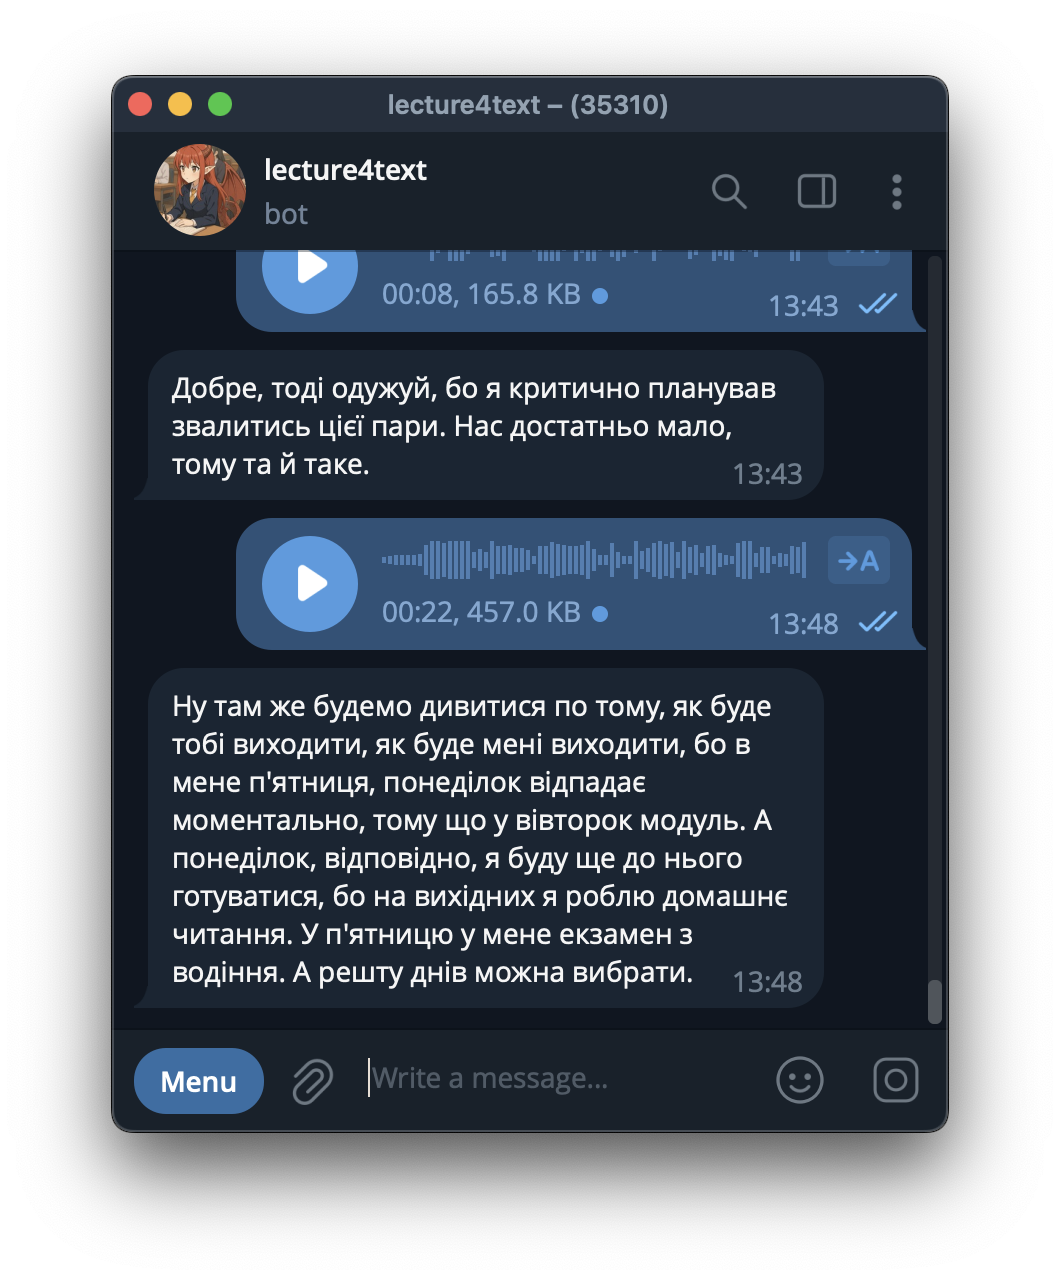 lecture4text – (35310)
lecture4text
bot
00:08, 165.8 KB
13:43
Добре, тоді одужуй, бо я критично планував
звалитись цієї пари. Нас достатньо мало,
тому та й таке.
13:43
→A
00:22, 457.0 KB
13:48
Ну там же будемо дивитися по тому, як буде
тобі виходити, як буде мені виходити, бо в
мене п'ятниця, понеділок відпадає
моментально, тому що у вівторок модуль. А
понеділок, відповідно, я буду ще до нього
готуватися, бо на вихідних я роблю домашнє
читання. У п'ятницю у мене екзамен з
водіння. А решту днів можна вибрати.
13:48
Menu
Write a message...